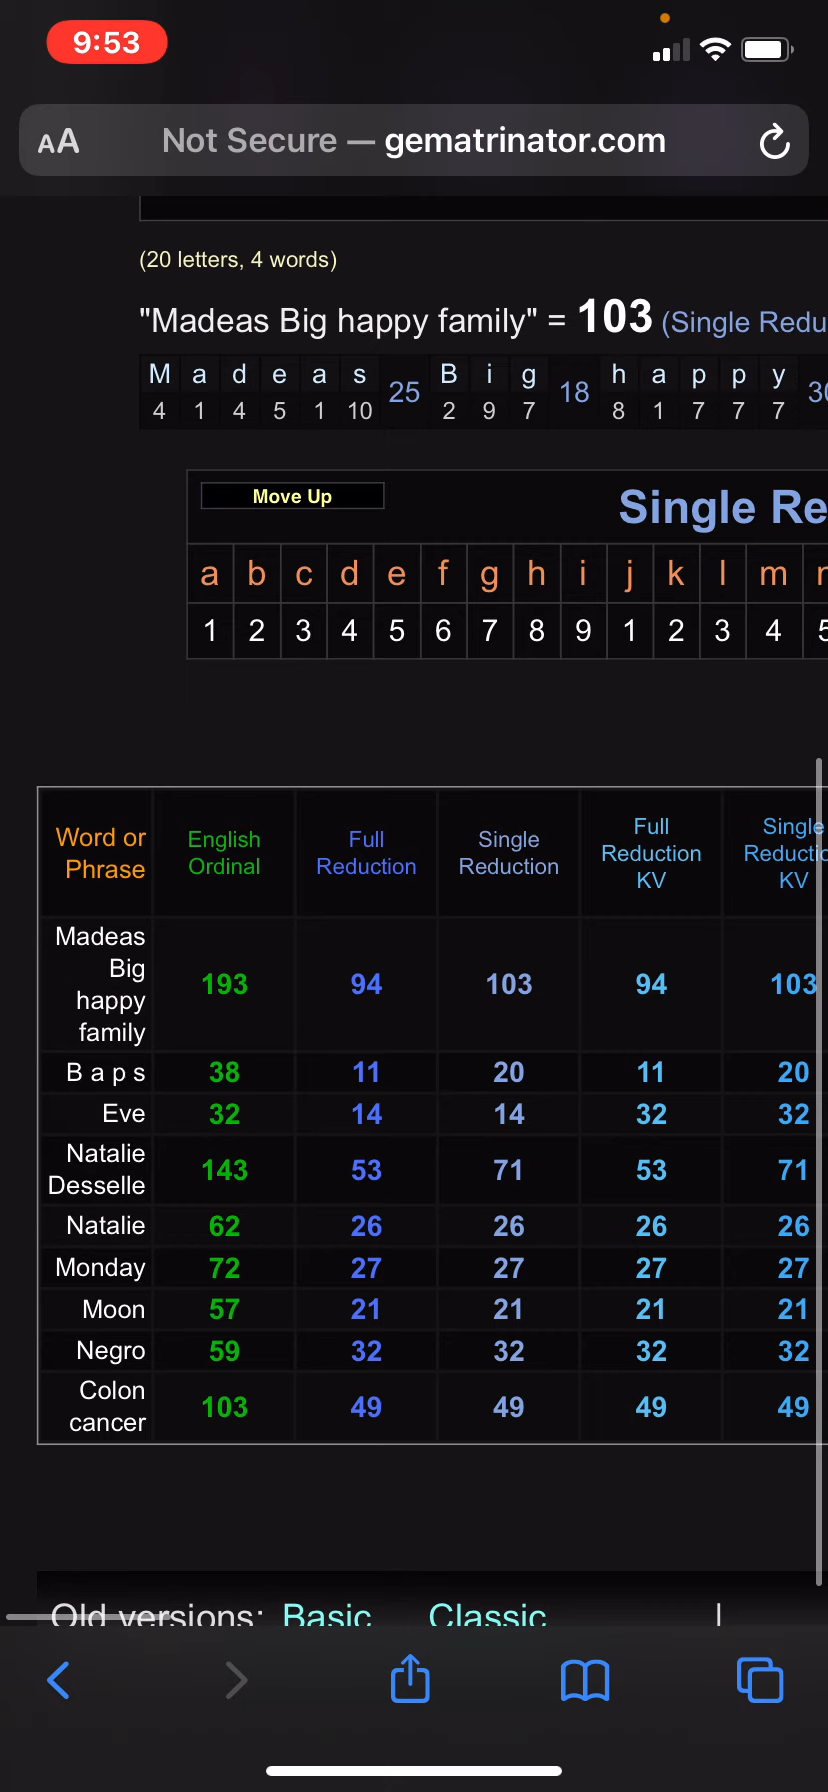 9:53
AA Not Secure — gematrinator.com
(20 letters, 4 words)
"Madeas Big happy family" = 103 (Single Redu
M a d e a s 25 B i g 18 h a p p y 30
4 1 4 5 1 10 2 9 7 8 1 7 7 7
Move Up
Single Re
a b c d e f g h i j k l m
1 2 3 4 5 6 7 8 9 1 2 3 4 5
Word or Phrase English Ordinal Full Reduction Single Reduction Full Reduction KV Single Reduction KV
Madeas Big happy family 193 94 103 94 103
B a p s 38 11 20 11 20
Eve 32 14 14 32 32
Natalie Desselle 143 53 71 53 71
Natalie 62 26 26 26 26
Monday 72 27 27 27 27
Moon 57 21 21 21 21
Negro 59 32 32 32 32
Colon cancer 103 49 49 49 49
Old versions: Basic Classic |